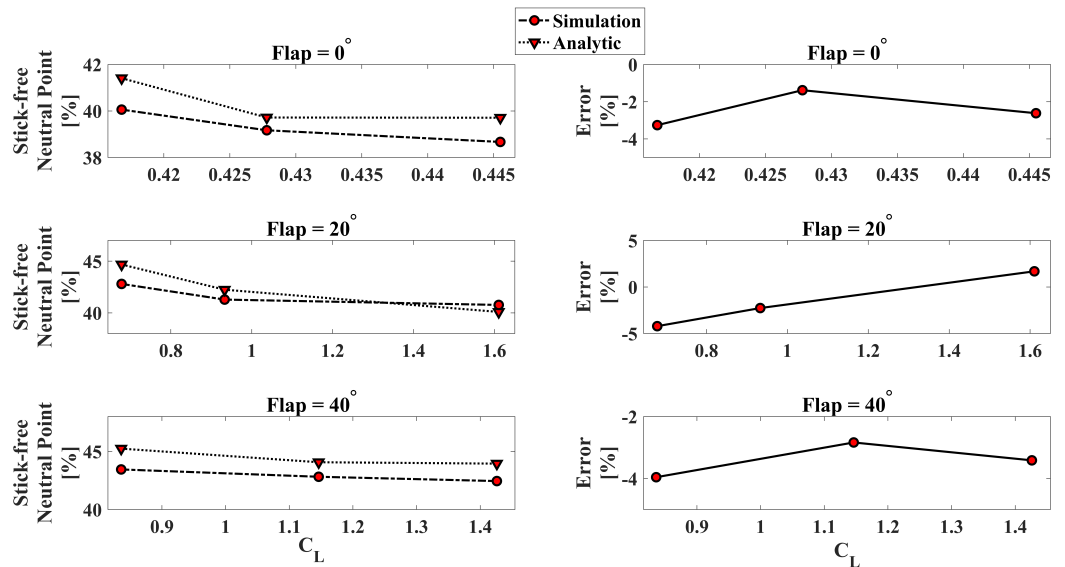 Simulation
Analytic
Flap = 0°
Stick-free
Neutral Point
[%]
42
40
38
0.42 0.425 0.43 0.435 0.44 0.445
Flap = 0°
Error
[%]
0
-2
-4
0.42 0.425 0.43 0.435 0.44 0.445
Flap = 20°
Stick-free
Neutral Point
[%]
45
40
0.8 1 1.2 1.4 1.6
Flap = 20°
Error
[%]
5
0
-5
0.8 1 1.2 1.4 1.6
Flap = 40°
Stick-free
Neutral Point
[%]
45
40
0.9 1 1.1 1.2 1.3 1.4
C_L
Flap = 40°
Error
[%]
-2
-4
0.9 1 1.1 1.2 1.3 1.4
C_L